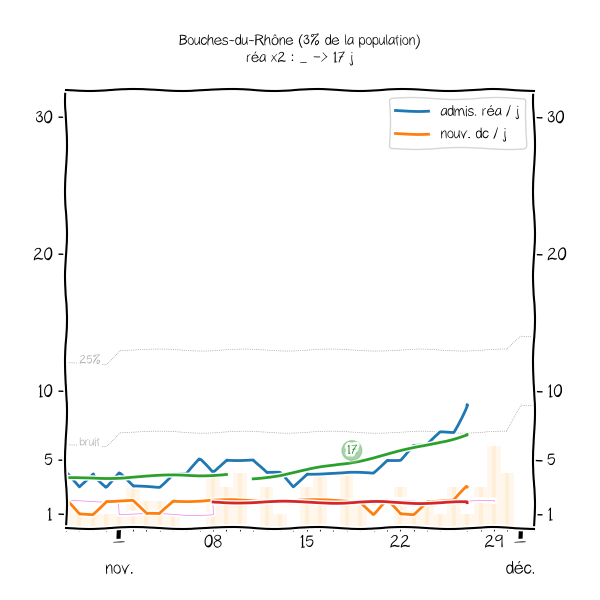 Bouches-du-Rhône (3% de la population)
réa x2 : _ -> 17 j
admis. réa / j
nouv. dc / j
30
30
20
20
25%
10
10
bruit
17
5
5
1
1
08
15
22
29
nov.
déc.